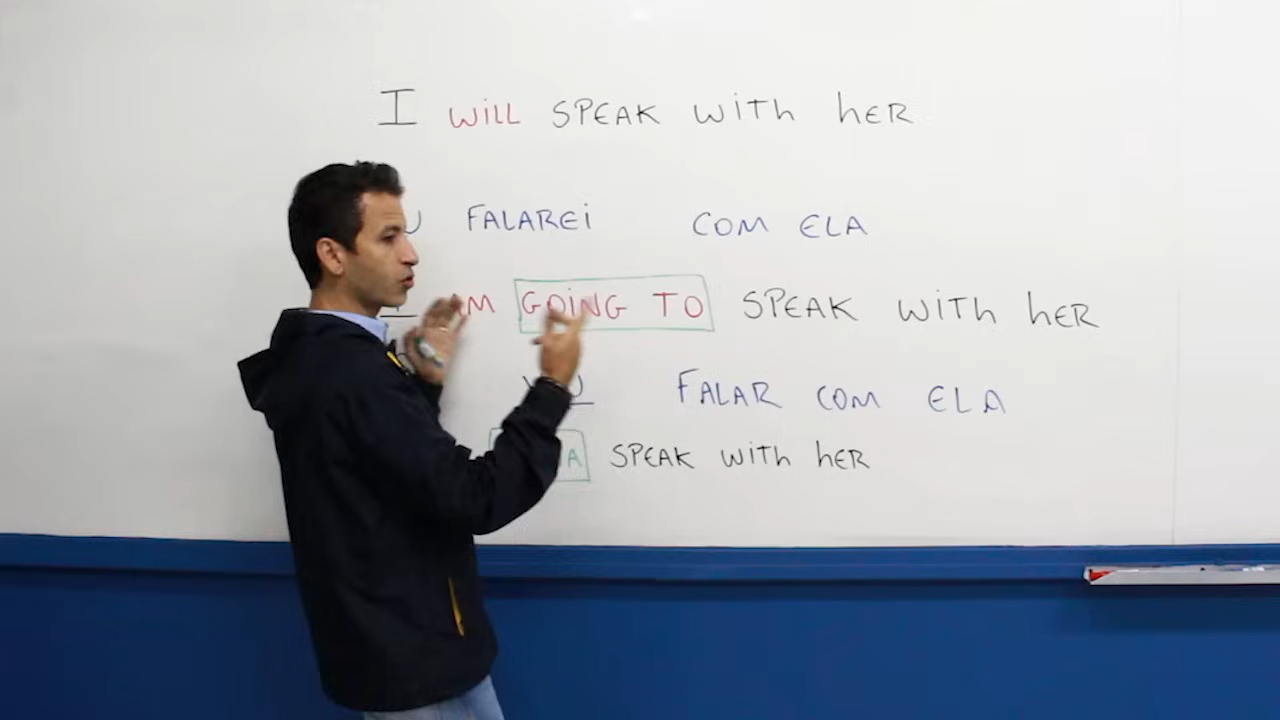 I will SPEAK with hER
FALAREi COM ELA
GOiNG TO SPEAK with hER
FALAR COM ELA
SPEAK with hER